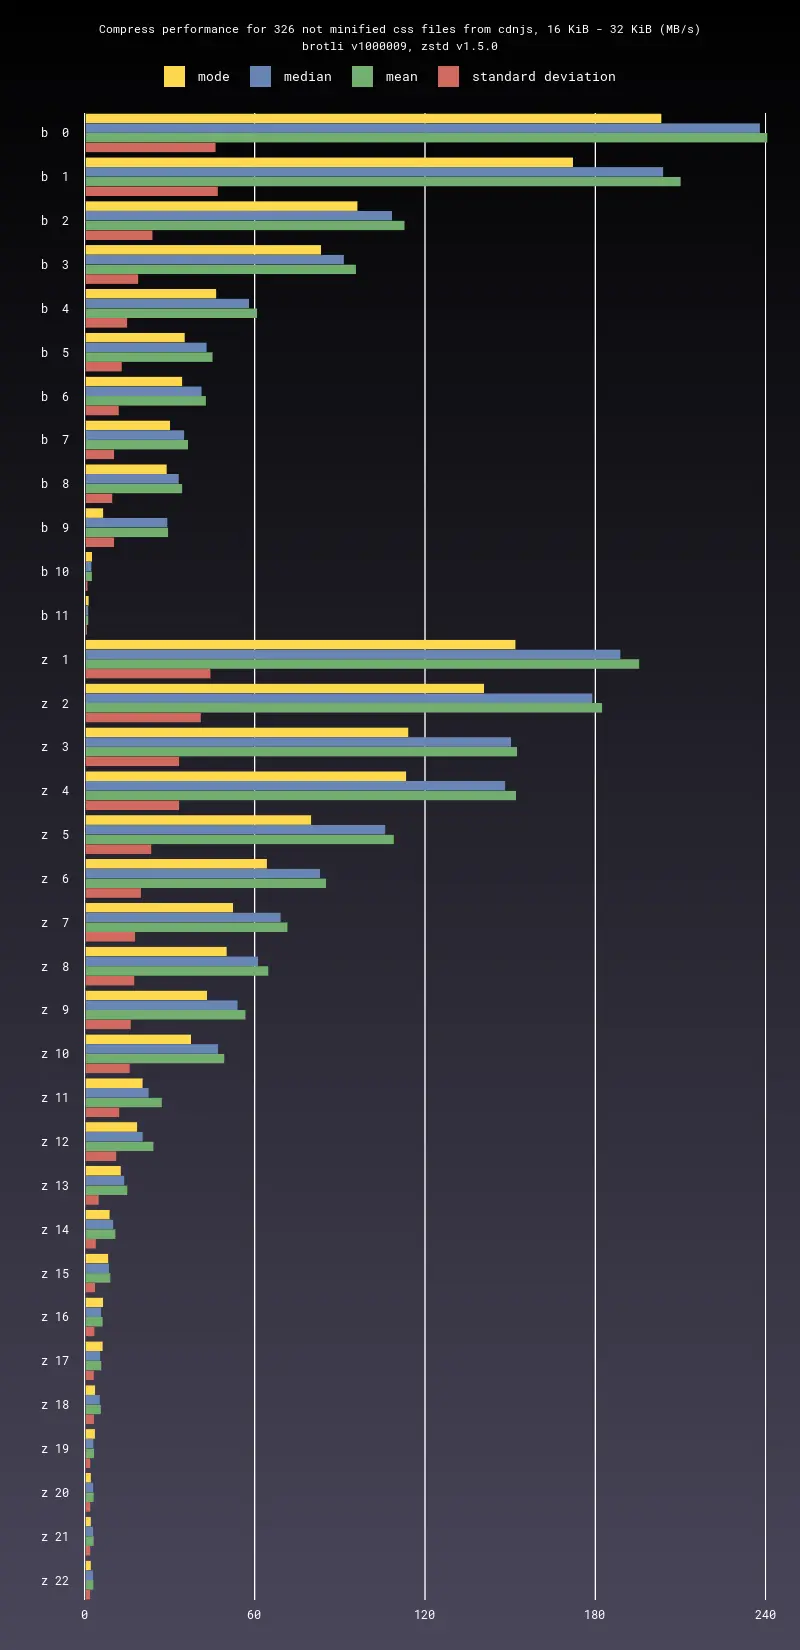 Compress performance for 326 not minified css files from cdnjs, 16 KiB - 32 KiB (MB/s)
brotli v1000009, zstd v1.5.0
mode median mean standard deviation
b 0
b 1
b 2
b 3
b 4
b 5
b 6
b 7
b 8
b 9
b 10
b 11
z 1
z 2
z 3
z 4
z 5
z 6
z 7
z 8
z 9
z 10
z 11
z 12
z 13
z 14
z 15
z 16
z 17
z 18
z 19
z 20
z 21
z 22
0 60 120 180 240